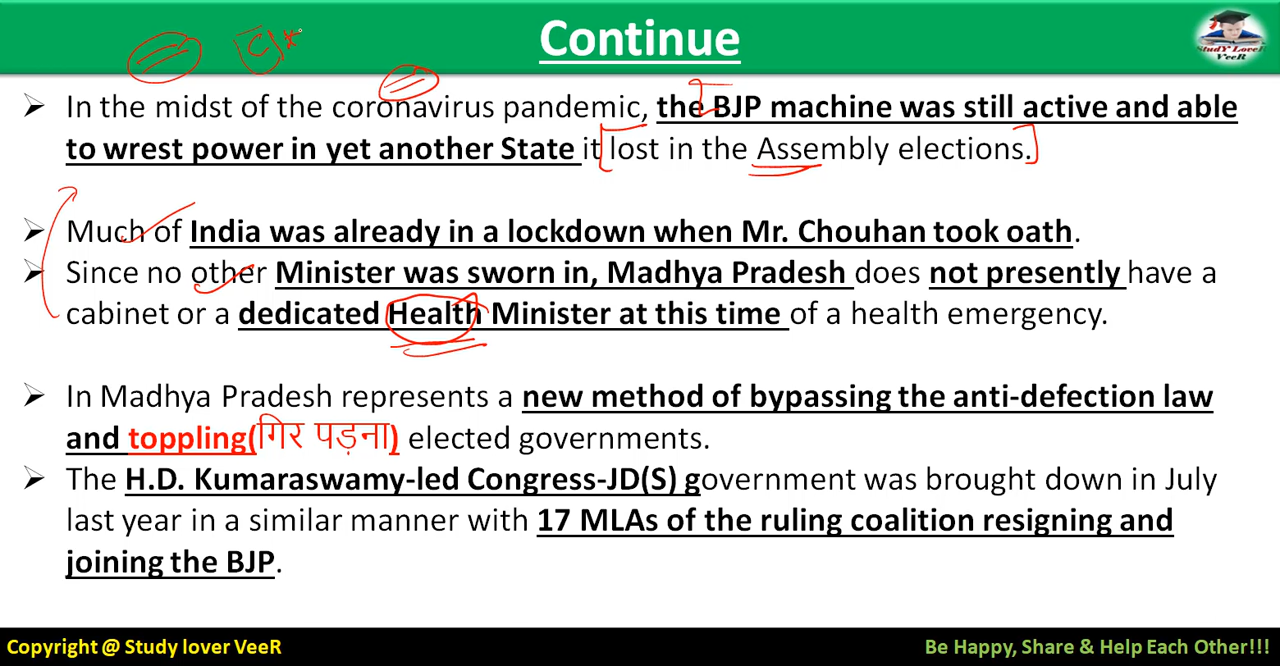 Continue
StudY LoveR
VeeR
➢ In the midst of the coronavirus pandemic, the BJP machine was still active and able
to wrest power in yet another State it lost in the Assembly elections.
➢ Much of India was already in a lockdown when Mr. Chouhan took oath.
➢ Since no other Minister was sworn in, Madhya Pradesh does not presently have a
cabinet or a dedicated Health Minister at this time of a health emergency.
➢ In Madhya Pradesh represents a new method of bypassing the anti-defection law
and toppling(गिर पड़ना) elected governments.
➢ The H.D. Kumaraswamy-led Congress-JD(S) government was brought down in July
last year in a similar manner with 17 MLAs of the ruling coalition resigning and
joining the BJP.
Copyright @ Study lover VeeR
Be Happy, Share & Help Each Other!!!